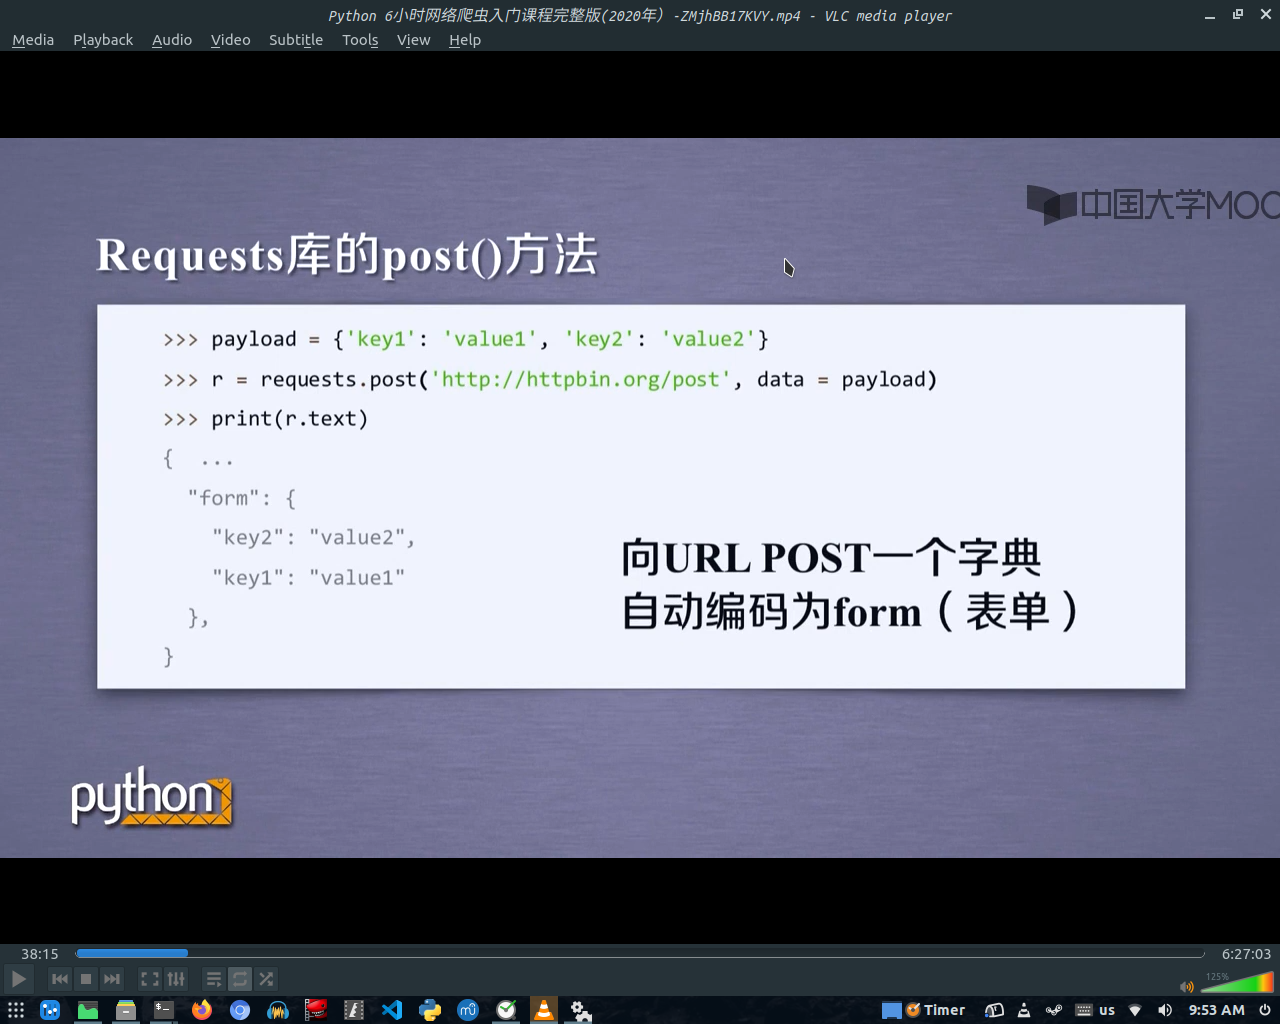 Python 6小时网络爬虫入门课程完整版(2020年）-ZMjhBB17KVY.mp4 - VLC media player
Media Playback Audio Video Subtitle Tools View Help
中国大学MOO
Requests库的post()方法
>>> payload = {'key1': 'value1', 'key2': 'value2'}
>>> r = requests.post('http://httpbin.org/post', data = payload)
>>> print(r.text)
{ ...
"form": {
"key2": "value2",
"key1": "value1"
},
}
向URL POST一个字典
自动编码为form（表单）
python
38:15 6:27:03
125%
Timer us 9:53 AM